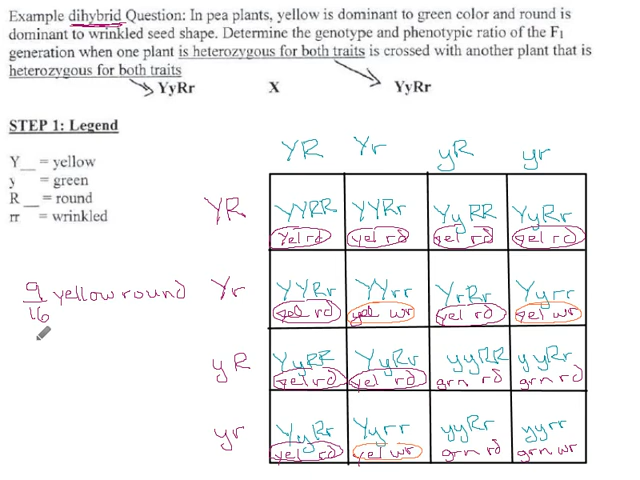 Example dihybrid Question: In pea plants, yellow is dominant to green color and round is
dominant to wrinkled seed shape. Determine the genotype and phenotypic ratio of the F1
generation when one plant is heterozygous for both traits is crossed with another plant that is
heterozygous for both traits
YyRr X YyRr
STEP 1: Legend
Y__ = yellow
y = green
R__ = round
rr = wrinkled
YR Yr yR yr
YR YYRR YYRr YyRR YyRr
Yel rd yel rd yel rd yel rd
9/16 yellow round
Yr YYRr YYrr YrRr Yyrr
yel rd yel wr yel rd yel wr
yR YyRR YyRr yyRR yyRr
yel rd yel rd grn rd grn rd
yr YyRr Yyrr yyRr yyrr
yel rd yel wr grn rd grn wr